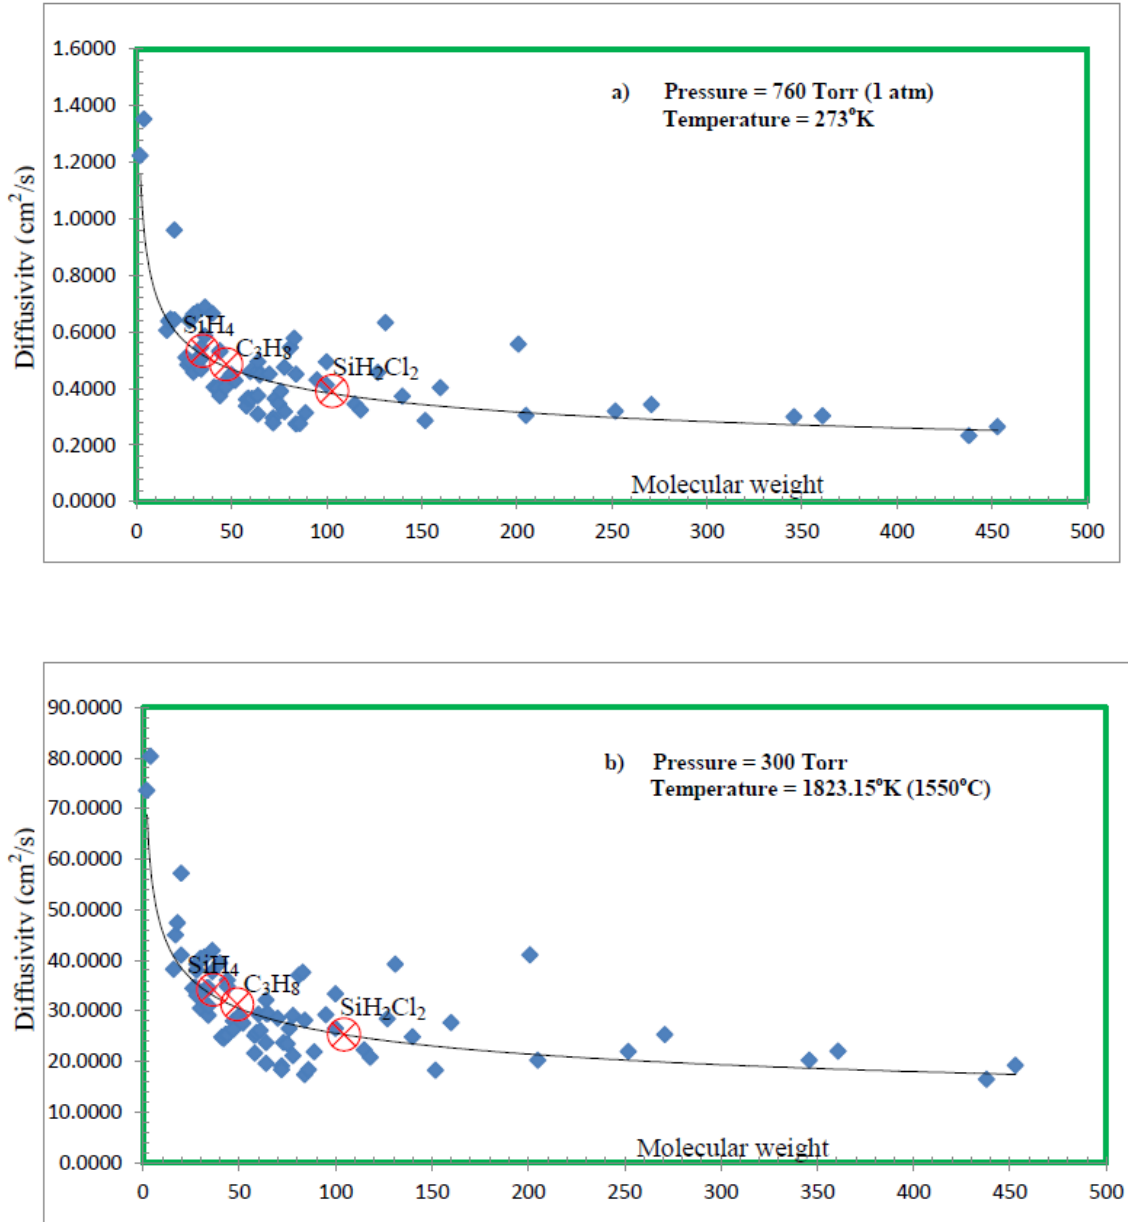 1.6000
a) Pressure = 760 Torr (1 atm)
1.4000
Temperature = 273°K
1.2000
1.0000
Diffusivity (cm²/s)
0.8000
0.6000
SiH₄
C₃H₈
SiH₂Cl₂
0.4000
0.2000
Molecular weight
0.0000
0 50 100 150 200 250 300 350 400 450 500
90.0000
b) Pressure = 300 Torr
80.0000
Temperature = 1823.15°K (1550°C)
70.0000
60.0000
Diffusivity (cm²/s)
50.0000
40.0000
SiH₄
C₃H₈
SiH₂Cl₂
30.0000
20.0000
10.0000
Molecular weight
0.0000
0 50 100 150 200 250 300 350 400 450 500